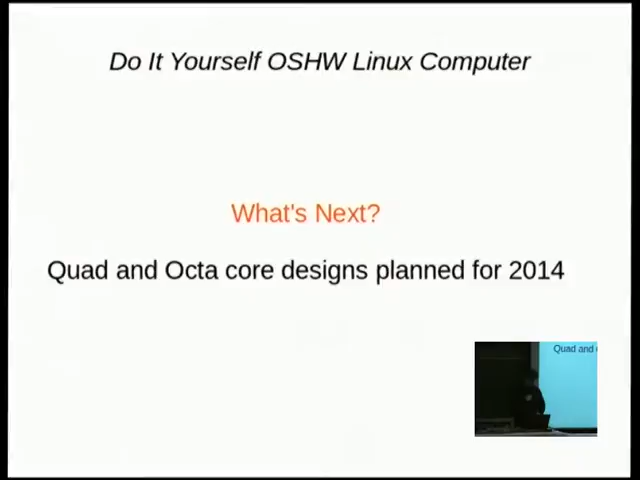 Do It Yourself OSHW Linux Computer
What's Next?
Quad and Octa core designs planned for 2014
Quad and